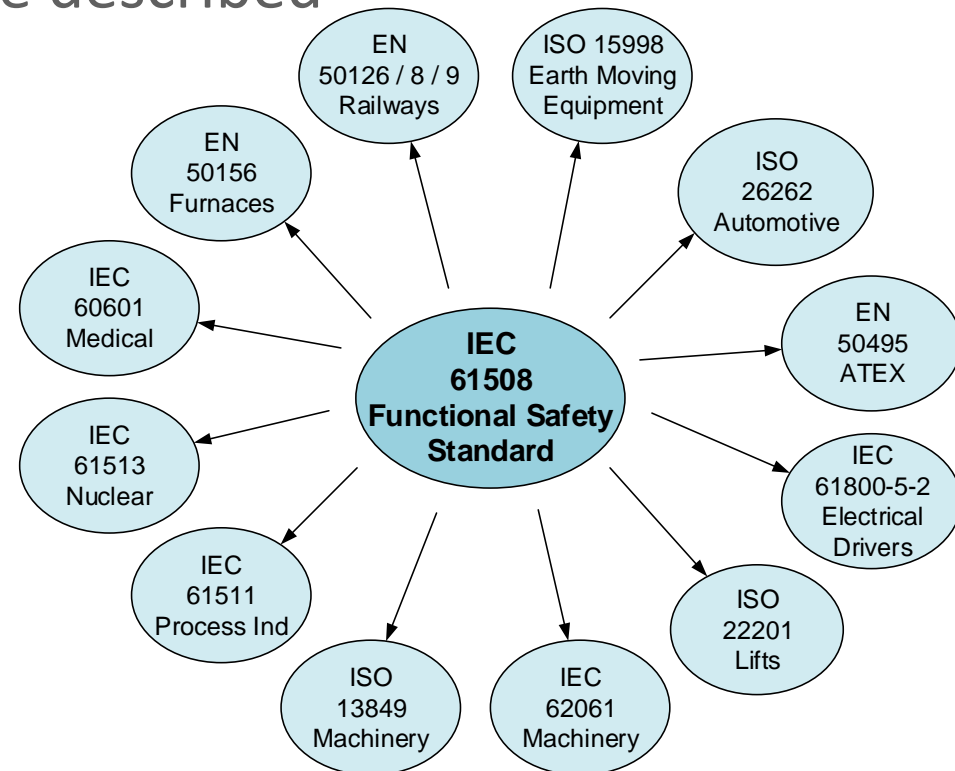 e described
EN
50126 / 8 / 9
Railways
ISO 15998
Earth Moving
Equipment
EN
50156
Furnaces
ISO
26262
Automotive
IEC
60601
Medical
EN
50495
ATEX
IEC
61508
Functional Safety
Standard
IEC
61513
Nuclear
IEC
61800-5-2
Electrical
Drivers
IEC
61511
Process Ind
ISO
22201
Lifts
ISO
13849
Machinery
IEC
62061
Machinery